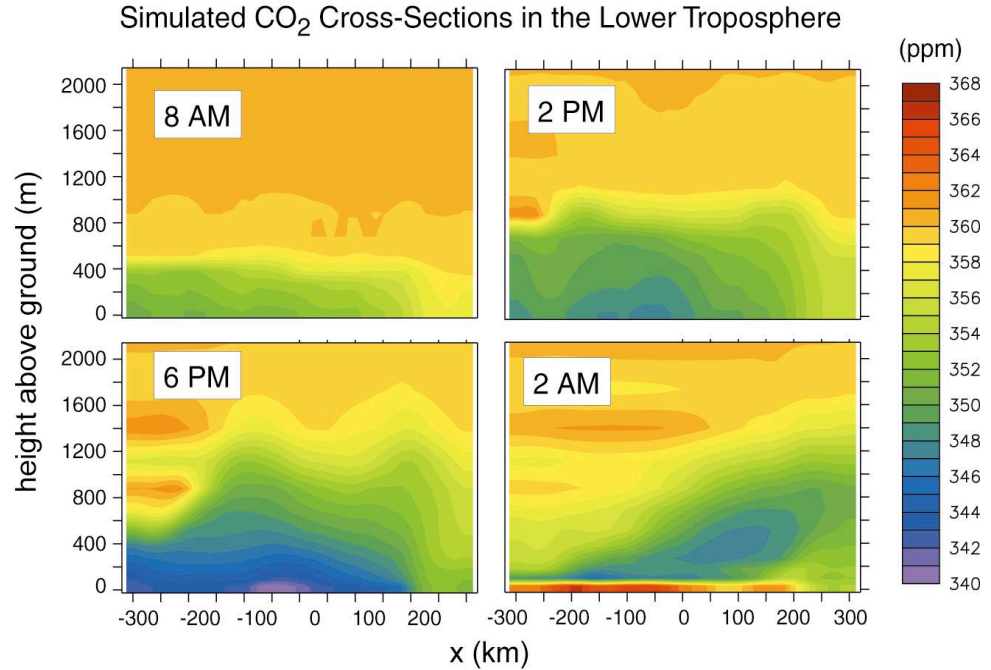 Simulated CO2 Cross-Sections in the Lower Troposphere
(ppm)
8 AM
2 PM
6 PM
2 AM
height above ground (m)
2000
1600
1200
800
400
0
2000
1600
1200
800
400
0
-300 -200 -100 0 100 200 300
-300 -200 -100 0 100 200 300
x (km)
368
366
364
362
360
358
356
354
352
350
348
346
344
342
340